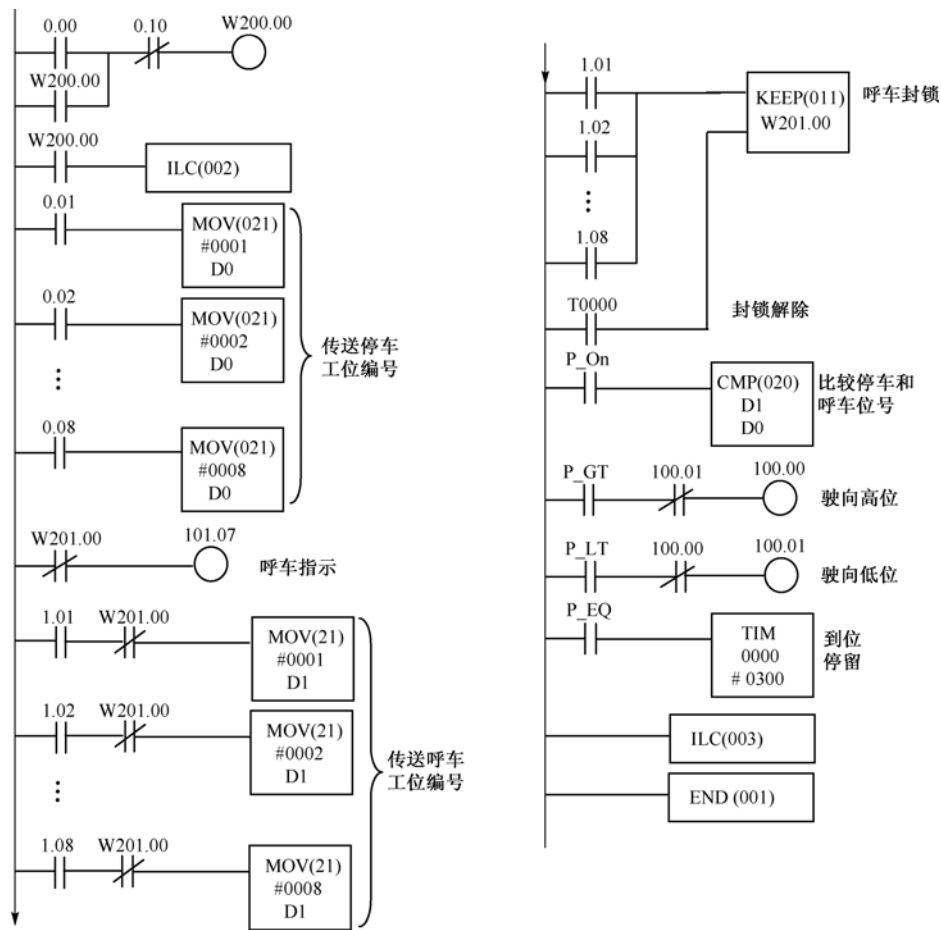 0.00
0.10
W200.00
W200.00
W200.00
ILC(002)
0.01
MOV(021)
#0001
D0
0.02
MOV(021)
#0002
D0
⋮
0.08
MOV(021)
#0008
D0
传送停车
工位编号
W201.00
101.07
呼车指示
1.01
W201.00
MOV(21)
#0001
D1
1.02
W201.00
MOV(21)
#0002
D1
⋮
1.08
W201.00
MOV(21)
#0008
D1
传送呼车
工位编号
1.01
KEEP(011)
W201.00
呼车封锁
1.02
⋮
1.08
T0000
封锁解除
P_On
CMP(020)
D1
D0
比较停车和
呼车位号
P_GT
100.01
100.00
驶向高位
P_LT
100.00
100.01
驶向低位
P_EQ
TIM
0000
# 0300
到位
停留
ILC(003)
END (001)